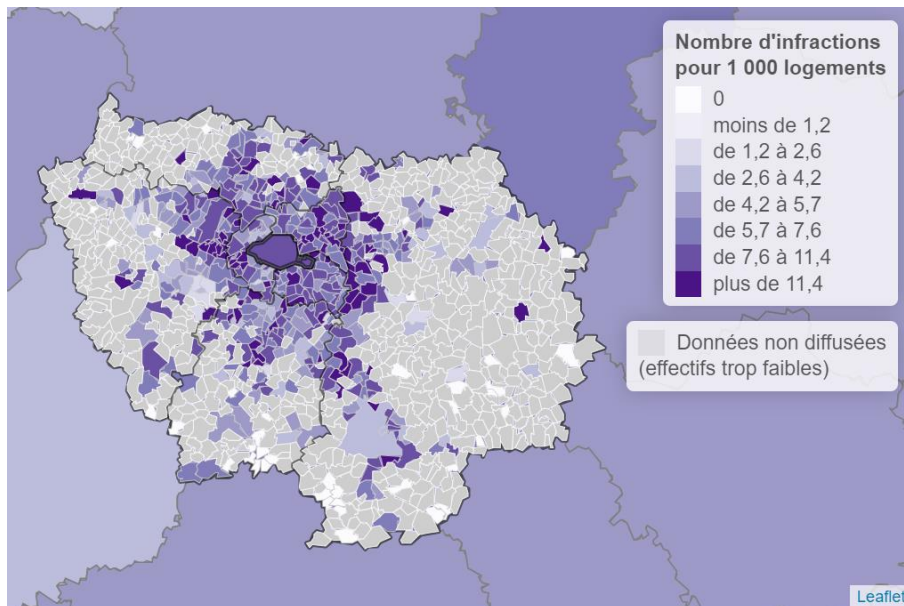 Nombre d'infractions
pour 1 000 logements
0
moins de 1,2
de 1,2 à 2,6
de 2,6 à 4,2
de 4,2 à 5,7
de 5,7 à 7,6
de 7,6 à 11,4
plus de 11,4
Données non diffusées
(effectifs trop faibles)
Leaflet